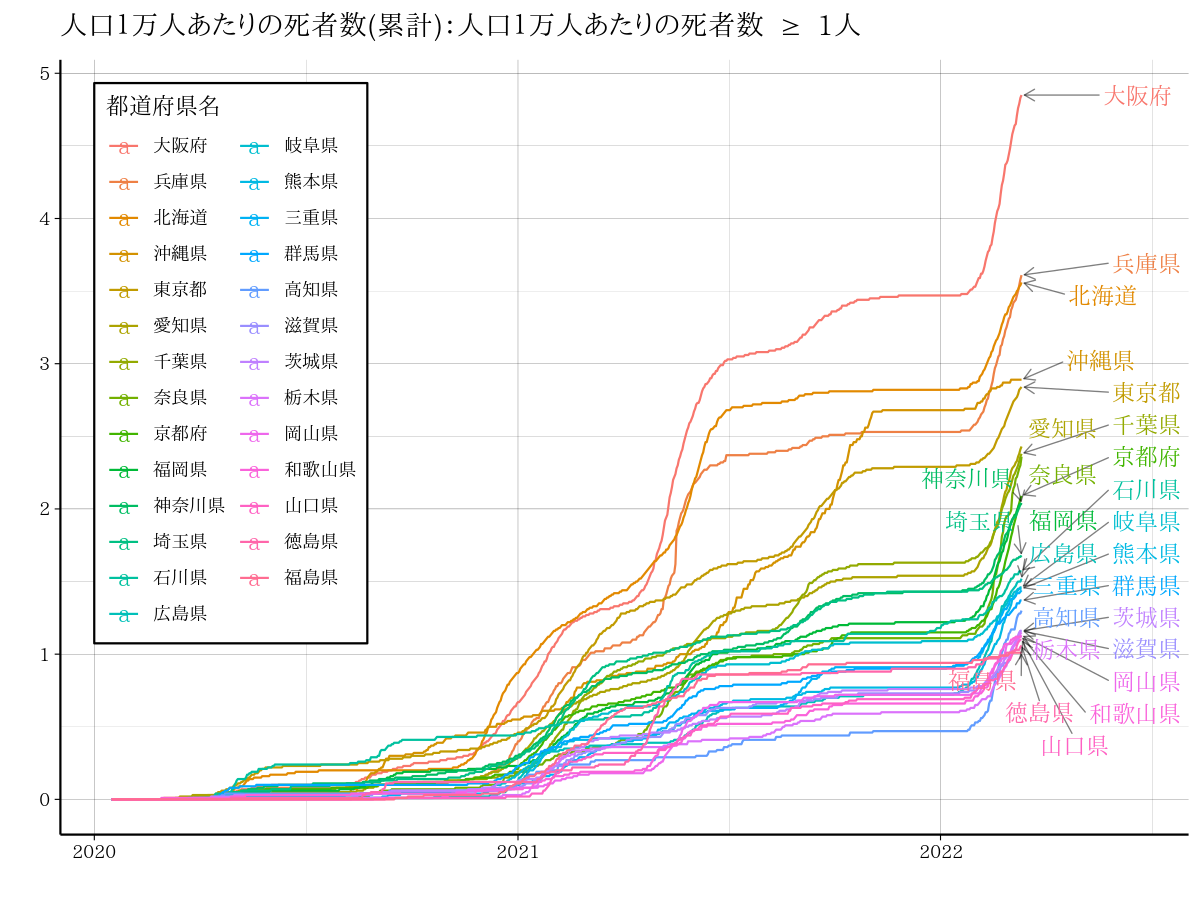 人口1万人あたりの死者数(累計)：人口1万人あたりの死者数 ≥ 1人
5
4
3
2
1
0
2020
2021
2022
都道府県名
a 大阪府
a 兵庫県
a 北海道
a 沖縄県
a 東京都
a 愛知県
a 千葉県
a 奈良県
a 京都府
a 福岡県
a 神奈川県
a 埼玉県
a 石川県
a 広島県
a 岐阜県
a 熊本県
a 三重県
a 群馬県
a 高知県
a 滋賀県
a 茨城県
a 栃木県
a 岡山県
a 和歌山県
a 山口県
a 徳島県
a 福島県
大阪府
兵庫県
北海道
沖縄県
東京都
愛知県
千葉県
京都府
神奈川県
奈良県
石川県
埼玉県
福岡県
岐阜県
広島県
熊本県
三重県
群馬県
高知県
茨城県
栃木県
滋賀県
福島県
岡山県
徳島県
和歌山県
山口県